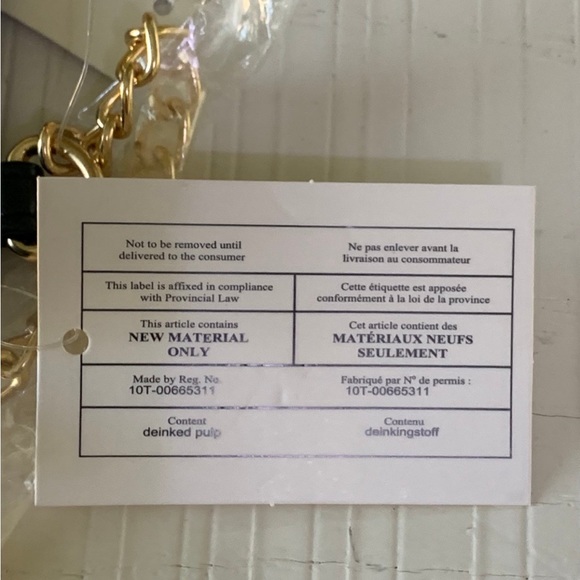 Not to be removed until
delivered to the consumer
Ne pas enlever avant la
livraison au consommateur
This label is affixed in compliance
with Provincial Law
Cette étiquette est apposée
conformément à la loi de la province
This article contains
NEW MATERIAL
ONLY
Cet article contient des
MATÉRIAUX NEUFS
SEULEMENT
Made by Reg. No.
10T-00665311
Fabriqué par Nº de permis :
10T-00665311
Content
deinked pulp
Contenu
deinkingstoff